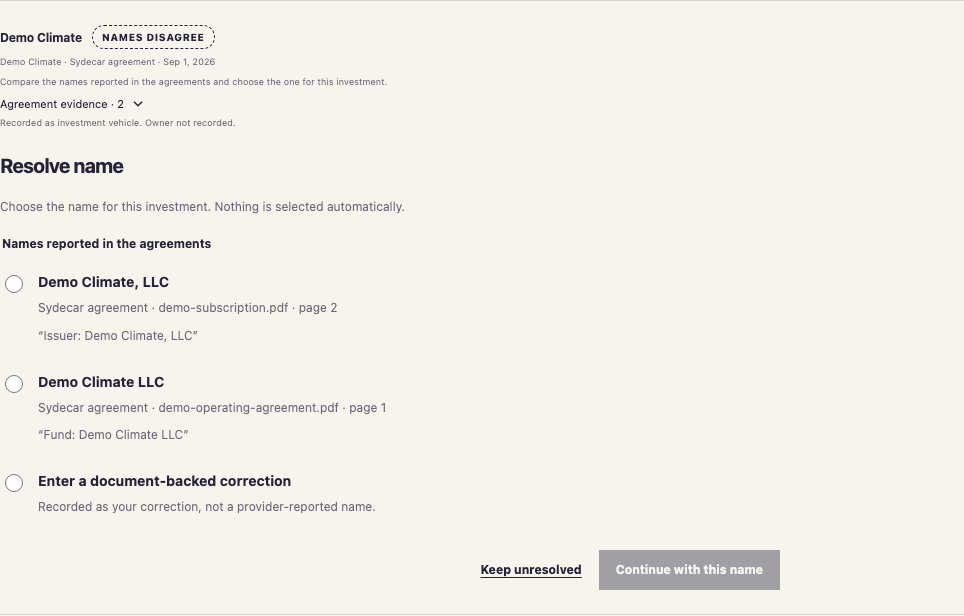 Demo Climate NAMES DISAGREE
Demo Climate · Sydecar agreement · Sep 1, 2026
Compare the names reported in the agreements and choose the one for this investment.
Agreement evidence · 2
Recorded as investment vehicle. Owner not recorded.
Resolve name
Choose the name for this investment. Nothing is selected automatically.
Names reported in the agreements
Demo Climate, LLC
Sydecar agreement · demo-subscription.pdf · page 2
“Issuer: Demo Climate, LLC”
Demo Climate LLC
Sydecar agreement · demo-operating-agreement.pdf · page 1
“Fund: Demo Climate LLC”
Enter a document-backed correction
Recorded as your correction, not a provider-reported name.
Keep unresolved Continue with this name